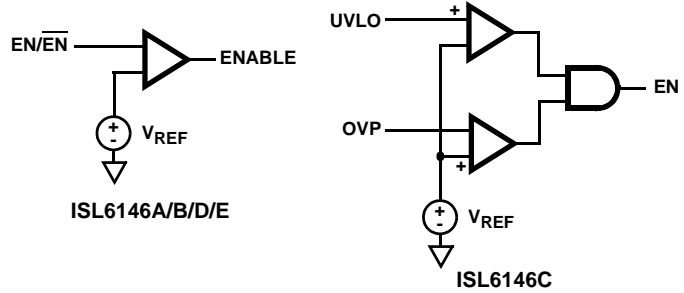 EN/EN
ENABLE
+
-
VREF
ISL6146A/B/D/E
UVLO
+
EN
OVP
+
+
-
VREF
ISL6146C